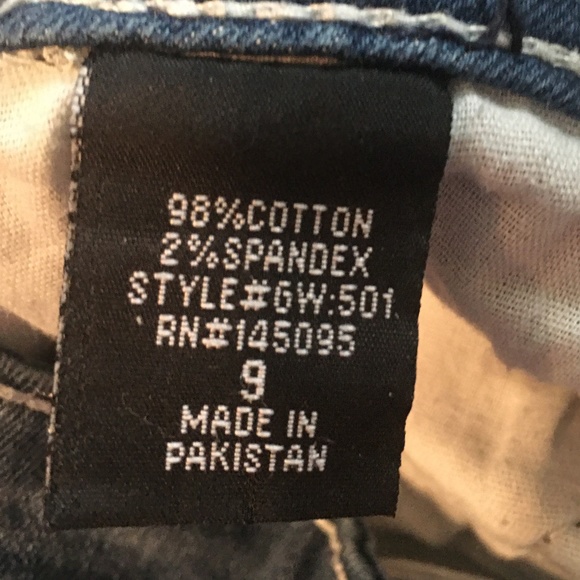 98%COTTON
2%SPANDEX
STYLE#GW:501
RN#145095
9
MADE IN
PAKISTAN